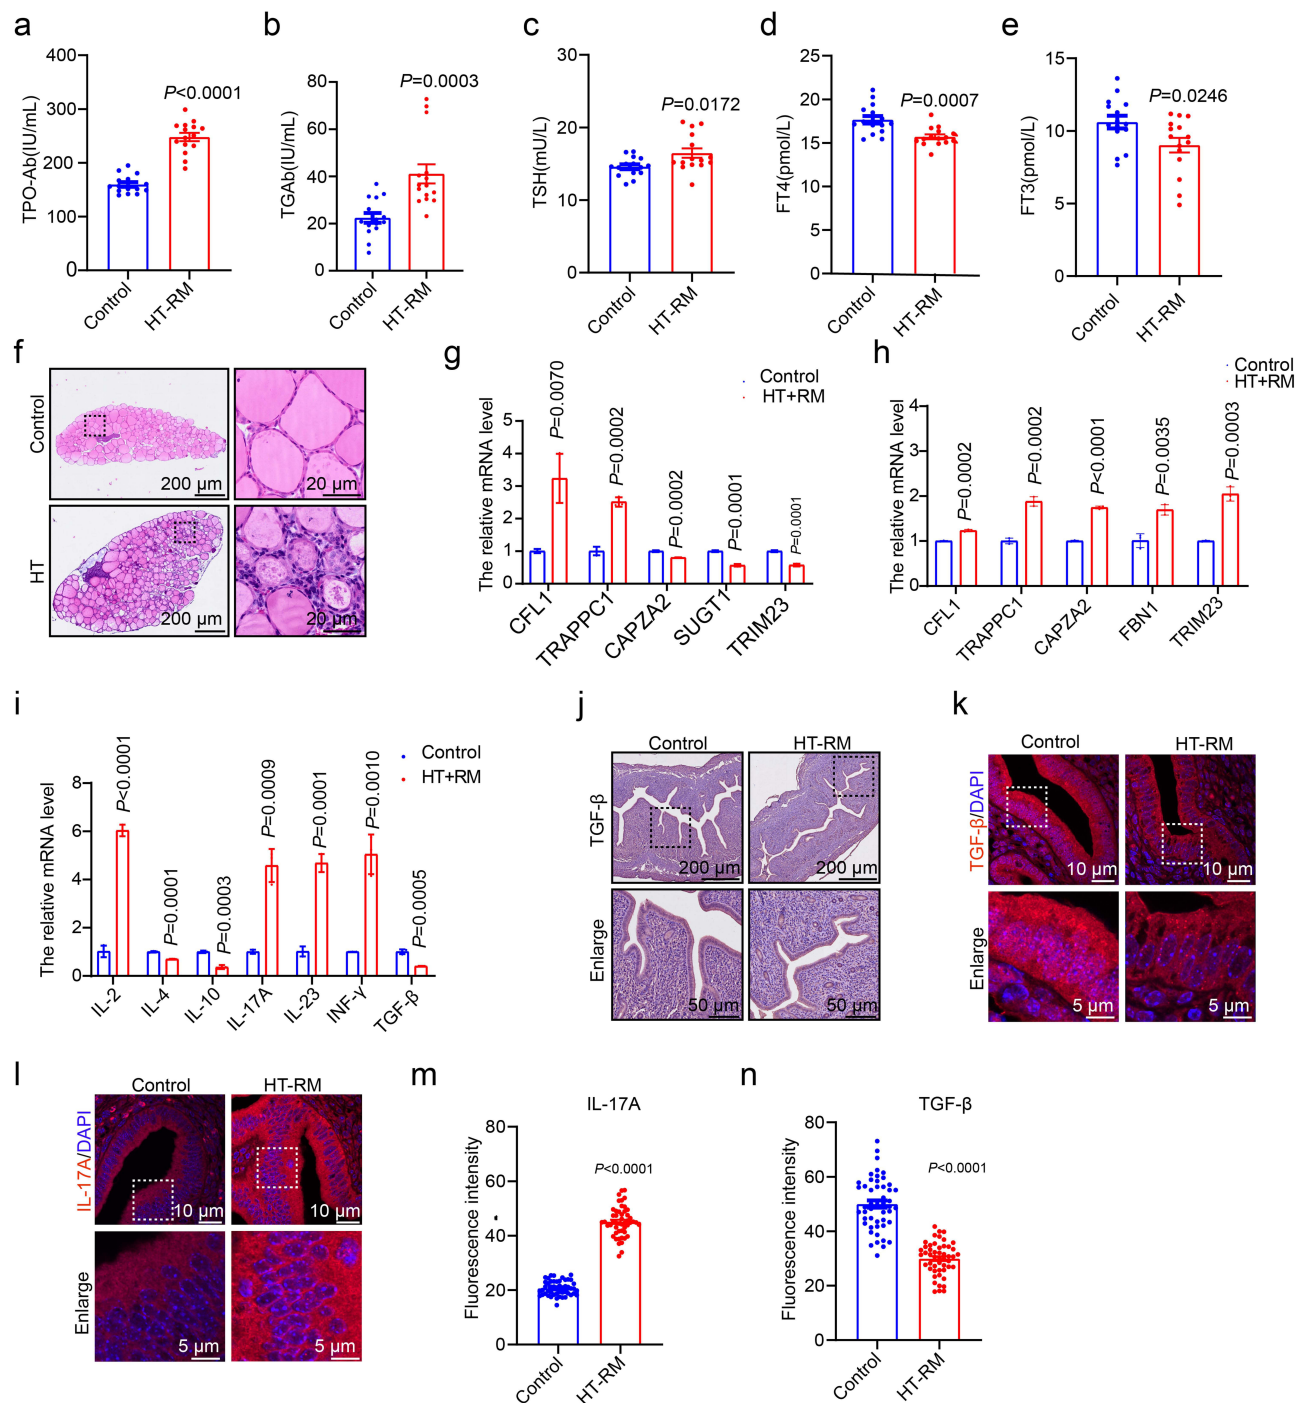 a
TPO-Ab(IU/mL)
400
300
200
100
0
P<0.0001
Control
HT-RM
b
TGAb(IU/mL)
80
60
40
20
0
P=0.0003
Control
HT-RM
c
TSH(mU/L)
30
20
10
0
P=0.0172
Control
HT-RM
d
FT4(pmol/L)
25
20
15
10
5
0
P=0.0007
Control
HT-RM
e
FT3(pmol/L)
15
10
5
0
P=0.0246
Control
HT-RM
f
Control
200 μm
20 μm
HT
200 μm
20 μm
g
The relative mRNA level
5
4
3
2
1
0
Control
HT+RM
P=0.0070
P=0.0002
P=0.0002
P=0.0001
P=0.0001
CFL1
TRAPPC1
CAPZA2
SUGT1
TRIM23
h
The relative mRNA level
4
3
2
1
0
Control
HT+RM
P=0.0002
P=0.0002
P<0.0001
P=0.0035
P=0.0003
CFL1
TRAPPC1
CAPZA2
FBN1
TRIM23
i
The relative mRNA level
8
6
4
2
0
Control
HT+RM
P<0.0001
P=0.0001
P=0.0003
P=0.0009
P=0.0001
P=0.0010
P=0.0005
IL-2
IL-4
IL-10
IL-17A
IL-23
INF-γ
TGF-β
j
Control
HT-RM
TGF-β
200 μm
200 μm
Enlarge
50 μm
50 μm
k
Control
HT-RM
TGF-β/DAPI
10 μm
10 μm
Enlarge
5 μm
5 μm
l
Control
HT-RM
IL-17A/DAPI
10 μm
10 μm
Enlarge
5 μm
5 μm
m
IL-17A
Fluorescence intensity
80
60
40
20
0
P<0.0001
Control
HT-RM
n
TGF-β
Fluorescence intensity
80
60
40
20
0
P<0.0001
Control
HT-RM